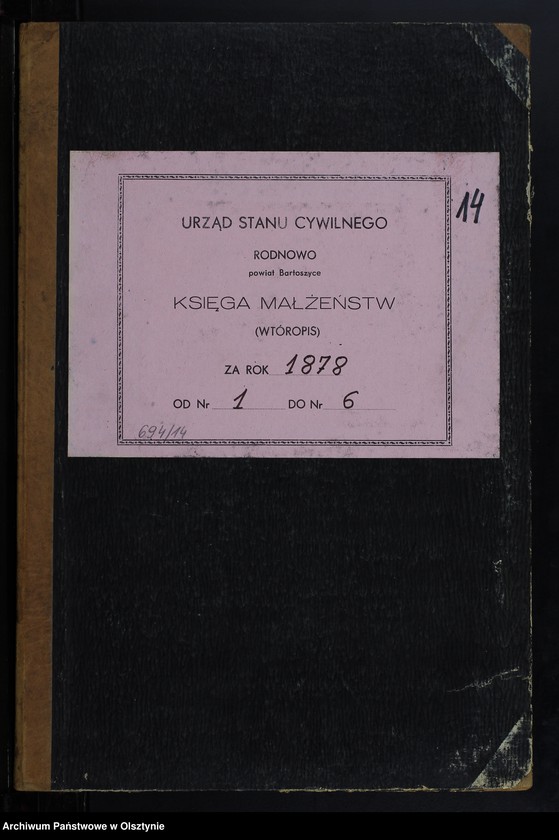 14
URZĄD STANU CYWILNEGO
RODNOWO
powiat Bartoszyce
KSIĘGA MAŁŻEŃSTW
(WTÓROPIS)
ZA ROK 1878
OD Nr 1 DO Nr 6
694/14
Archiwum Państwowe w Olsztynie